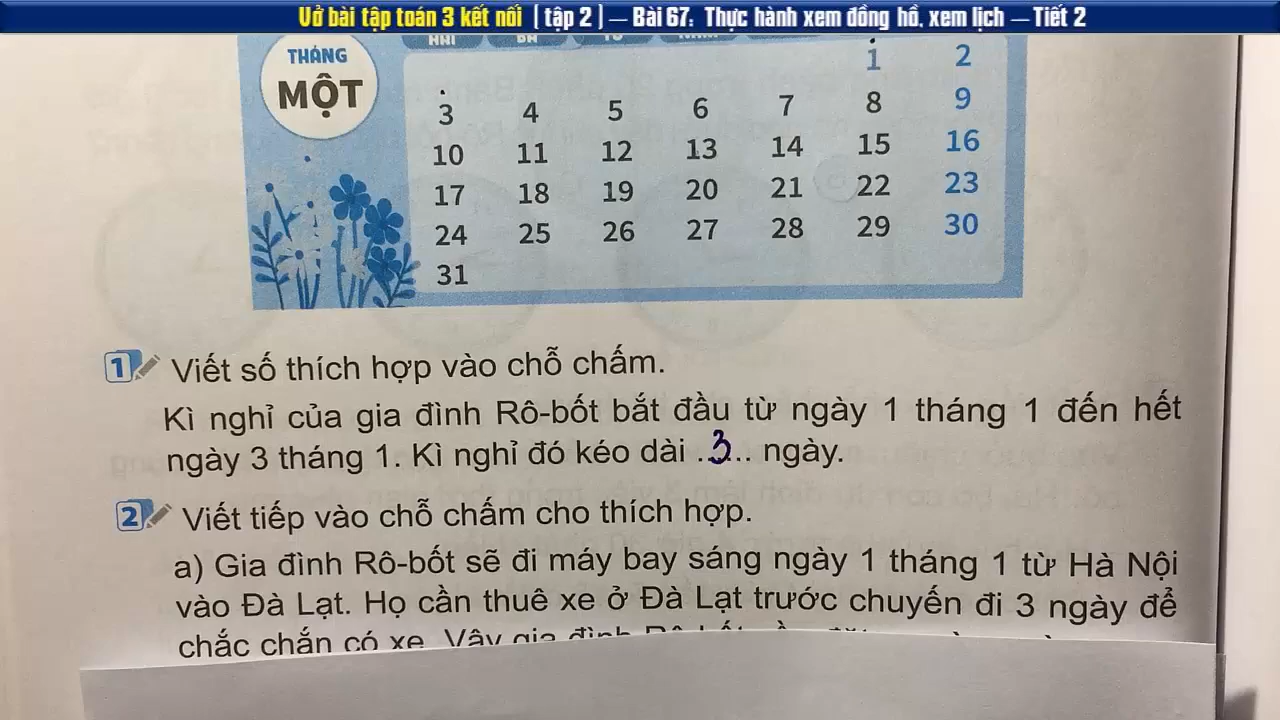 Vở bài tập toán 3 kết nối ( tập 2 ) – Bài 67: Thực hành xem đồng hồ, xem lịch – Tiết 2
THÁNG
MỘT
1 2
3 4 5 6 7 8 9
10 11 12 13 14 15 16
17 18 19 20 21 22 23
24 25 26 27 28 29 30
31
1 Viết số thích hợp vào chỗ chấm.
Kì nghỉ của gia đình Rô-bốt bắt đầu từ ngày 1 tháng 1 đến hết
ngày 3 tháng 1. Kì nghỉ đó kéo dài ..3.. ngày.
2 Viết tiếp vào chỗ chấm cho thích hợp.
a) Gia đình Rô-bốt sẽ đi máy bay sáng ngày 1 tháng 1 từ Hà Nội
vào Đà Lạt. Họ cần thuê xe ở Đà Lạt trước chuyến đi 3 ngày để
chắc chắn có xe. Vậy gia đình